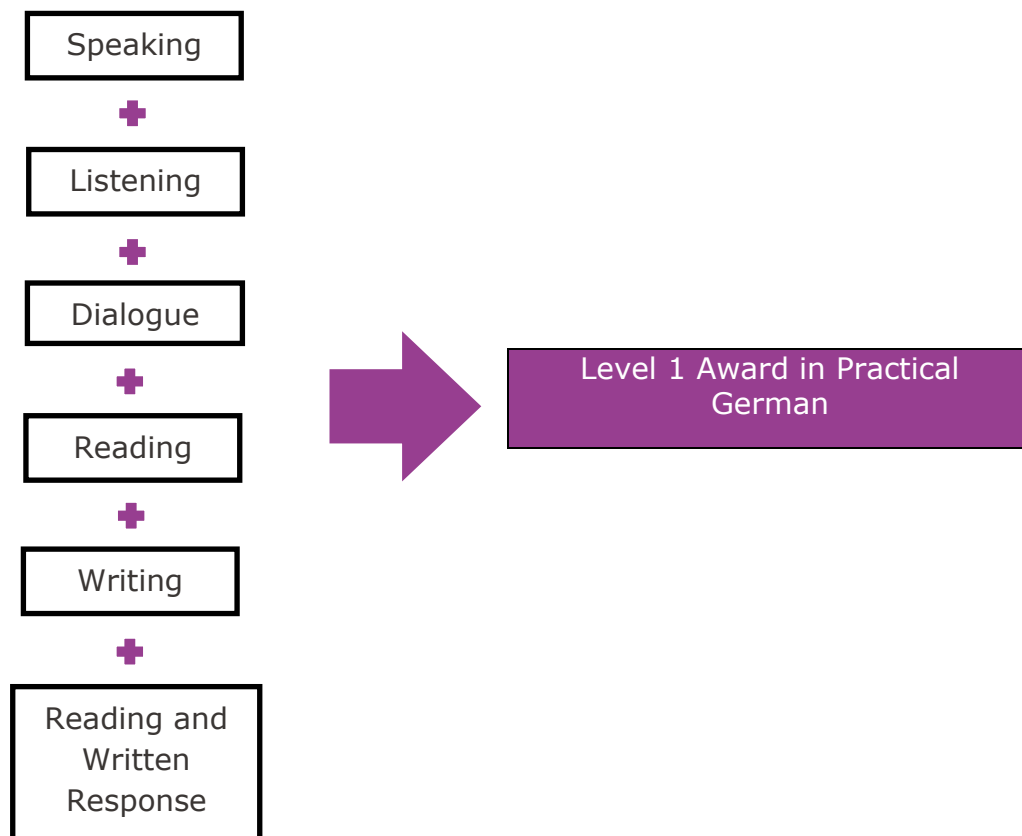 Speaking
Listening
Dialogue
Reading
Writing
Reading and
Written
Response
Level 1 Award in Practical
German